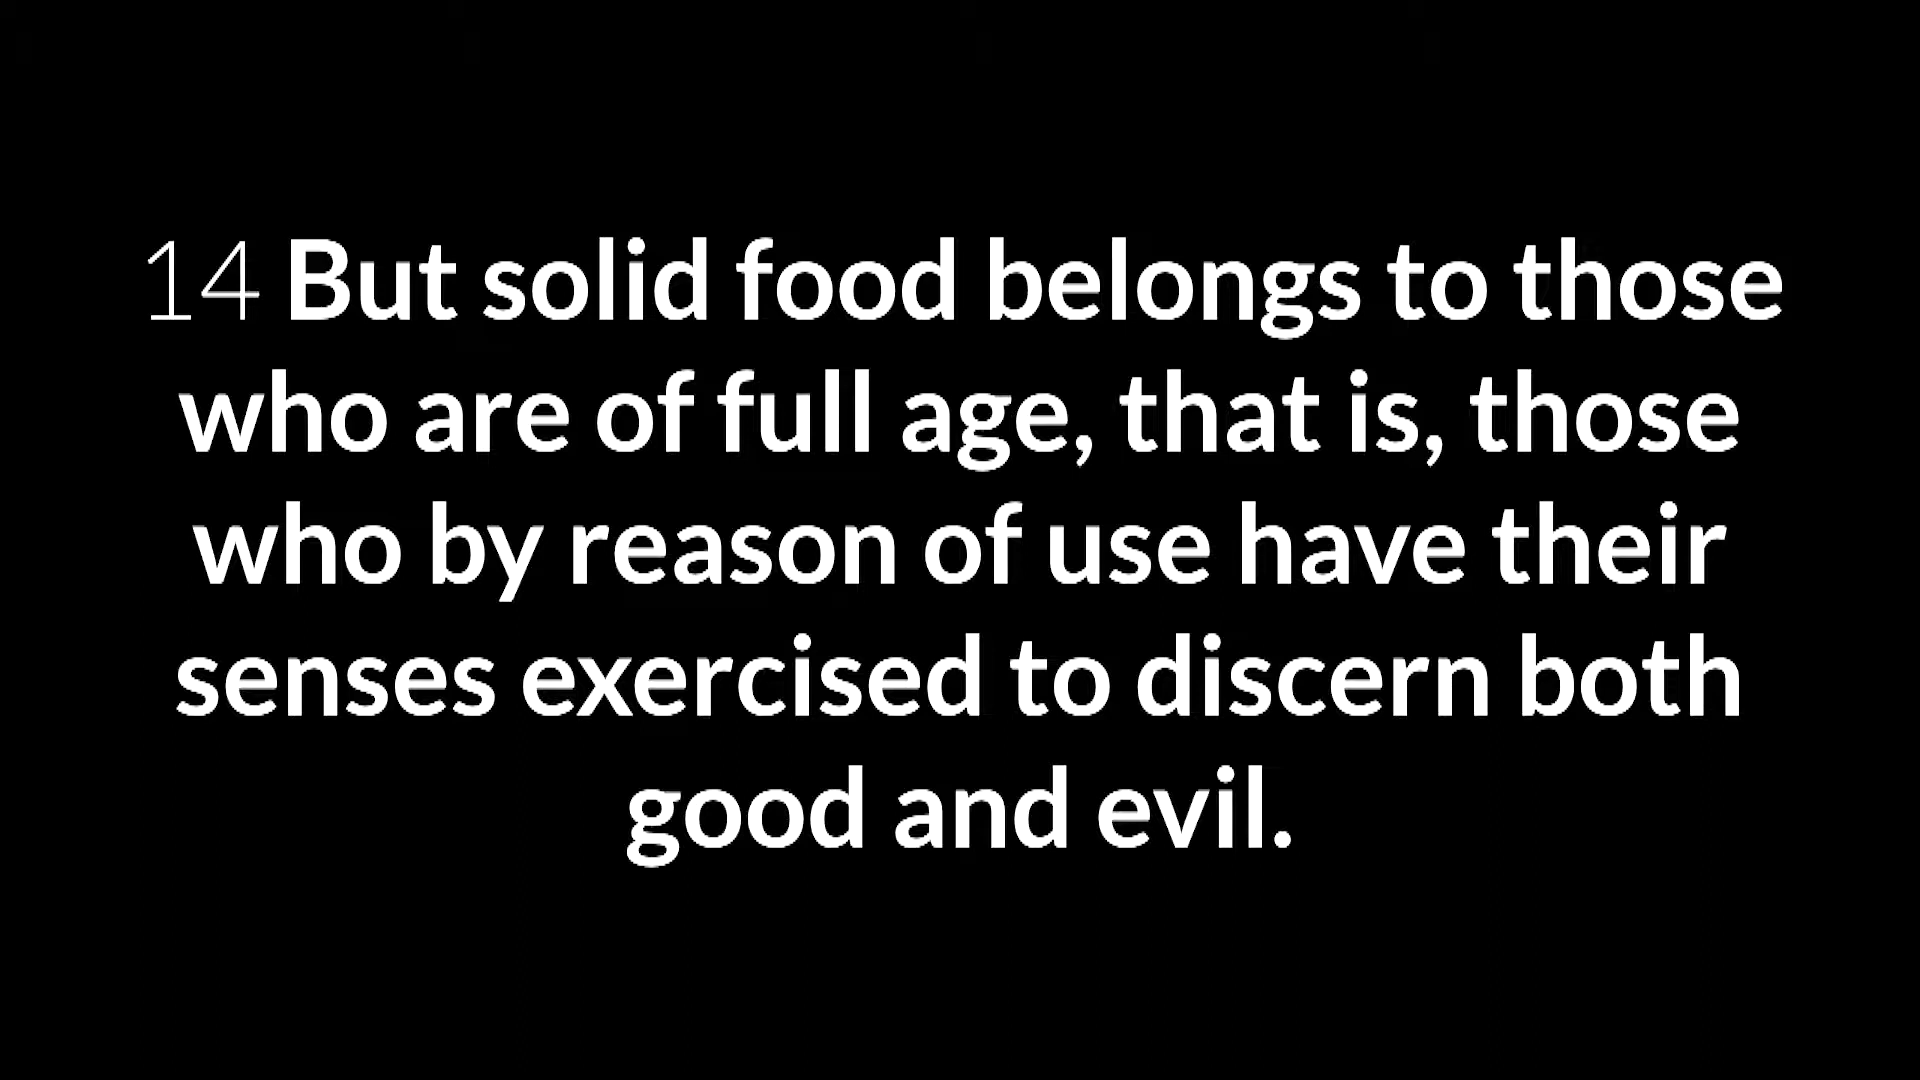 14 But solid food belongs to those
who are of full age, that is, those
who by reason of use have their
senses exercised to discern both
good and evil.